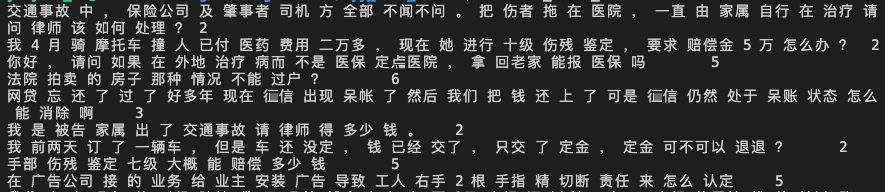 交通事故 中 ， 保险公司 及 肇事者 司机 方 全部 不闻不问 。 把 伤者 拖 在 医院 ， 一直 由 家属 自行 在 治疗 请
问 律师 该 如何 处理 ？ 2
我 4 月 骑 摩托车 撞 人 已付 医药 费用 二万多 ， 现在 她 进行 十级 伤残 鉴定 ， 要求 赔偿金 5 万 怎么办 ？ 2
你好 ， 请问 如果 在 外地 治疗 病而 不是 医保 定点医院 ， 拿 回老家 能报 医保 吗 5
法院 拍卖 的 房子 那种 情况 不能 过户 ？ 6
网贷 忘 还 了 过 了 好多年 现在 征信 出现 呆帐 了 然后 我们 把 钱 还 上 了 可是 征信 仍然 处于 呆账 状态 怎么
能 消除 啊 3
我 是 被告 家属 出 了 交通事故 请 律师 得 多少 钱 。 2
我 前两天 订 了 一辆车 ， 但是 车 还 没定 ， 钱 已经 交了 ， 只交 了 定金 ， 定金 可不可以 退退 ？ 2
手部 伤残 鉴定 七级 大概 能 赔偿 多少 钱 5
在 广告公司 接 的 业务 给 业主 安装 广告 导致 工人 右手 2 根 手指 精 切断 责任 来 怎么 认定 5